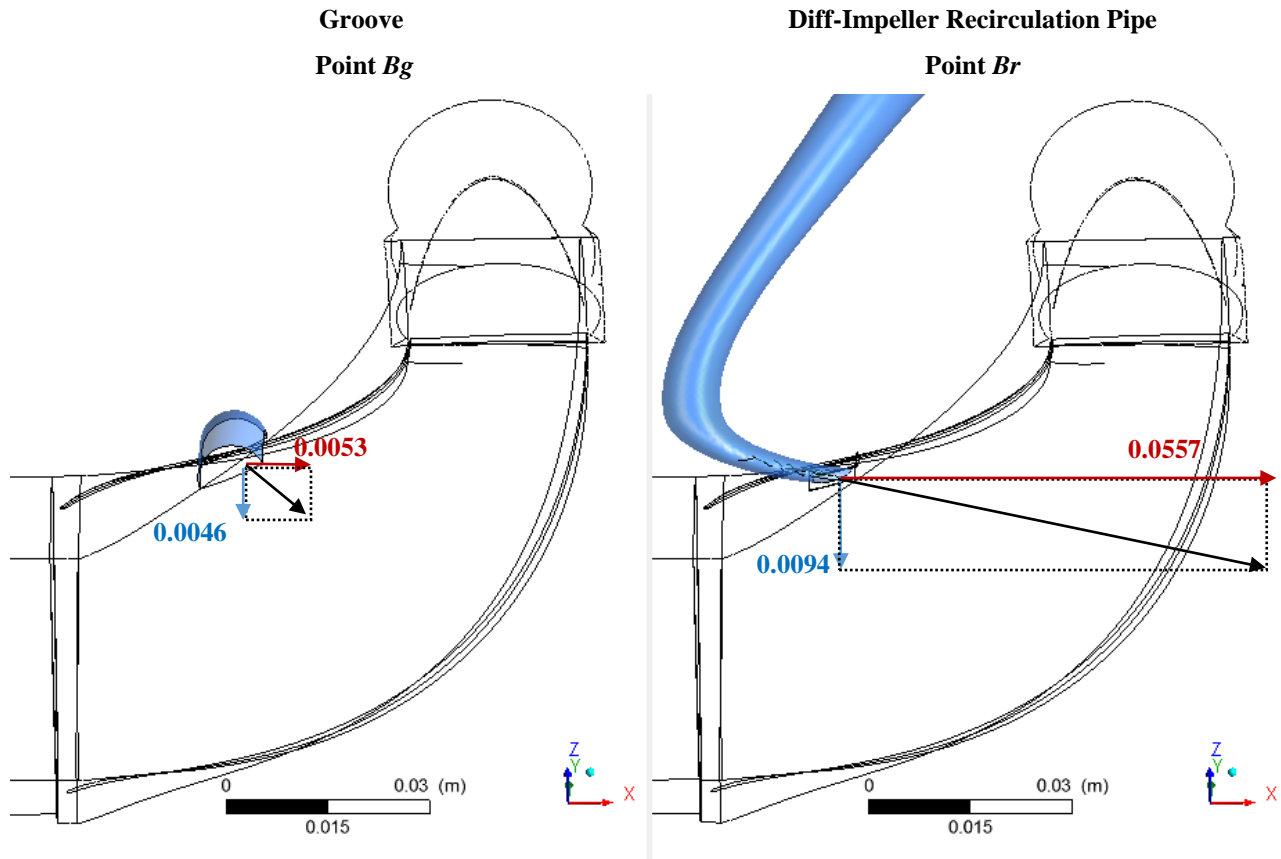 Groove
Point Bg
0.0053
0.0046
0 0.03 (m)
0.015
Z
Y
X
Diff-Impeller Recirculation Pipe
Point Br
0.0557
0.0094
0 0.03 (m)
0.015
Z
Y
X